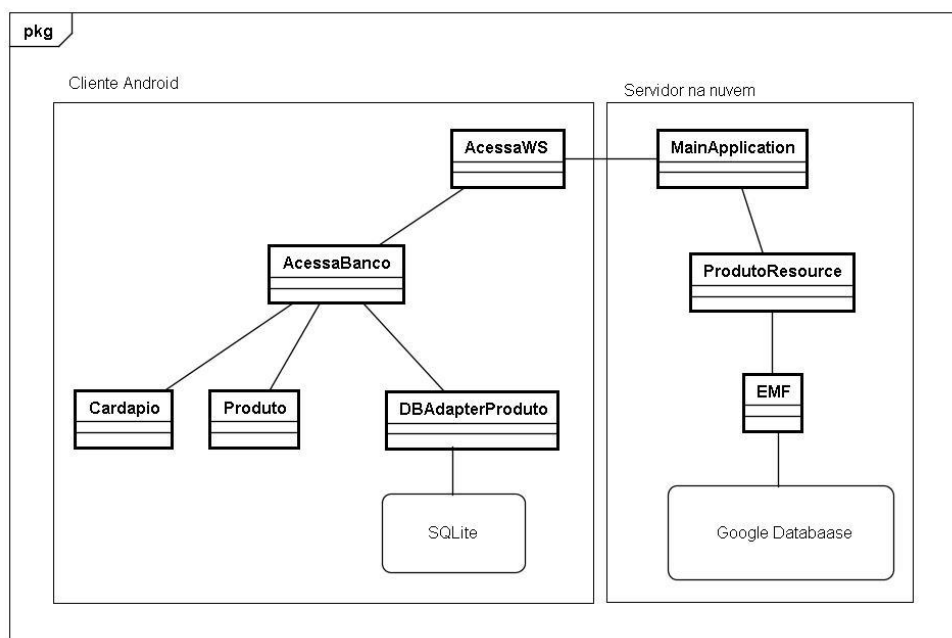 pkg
Cliente Android
Servidor na nuvem
AcessaWS
MainApplication
AcessaBanco
ProdutoResource
Cardapio
Produto
DBAdapterProduto
EMF
SQLite
Google Databaase